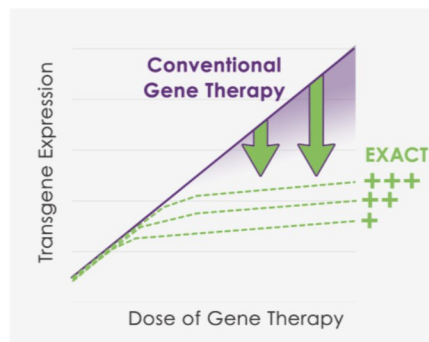 Conventional
Gene Therapy
Transgene Expression
EXACT
+++
++
+
Dose of Gene Therapy